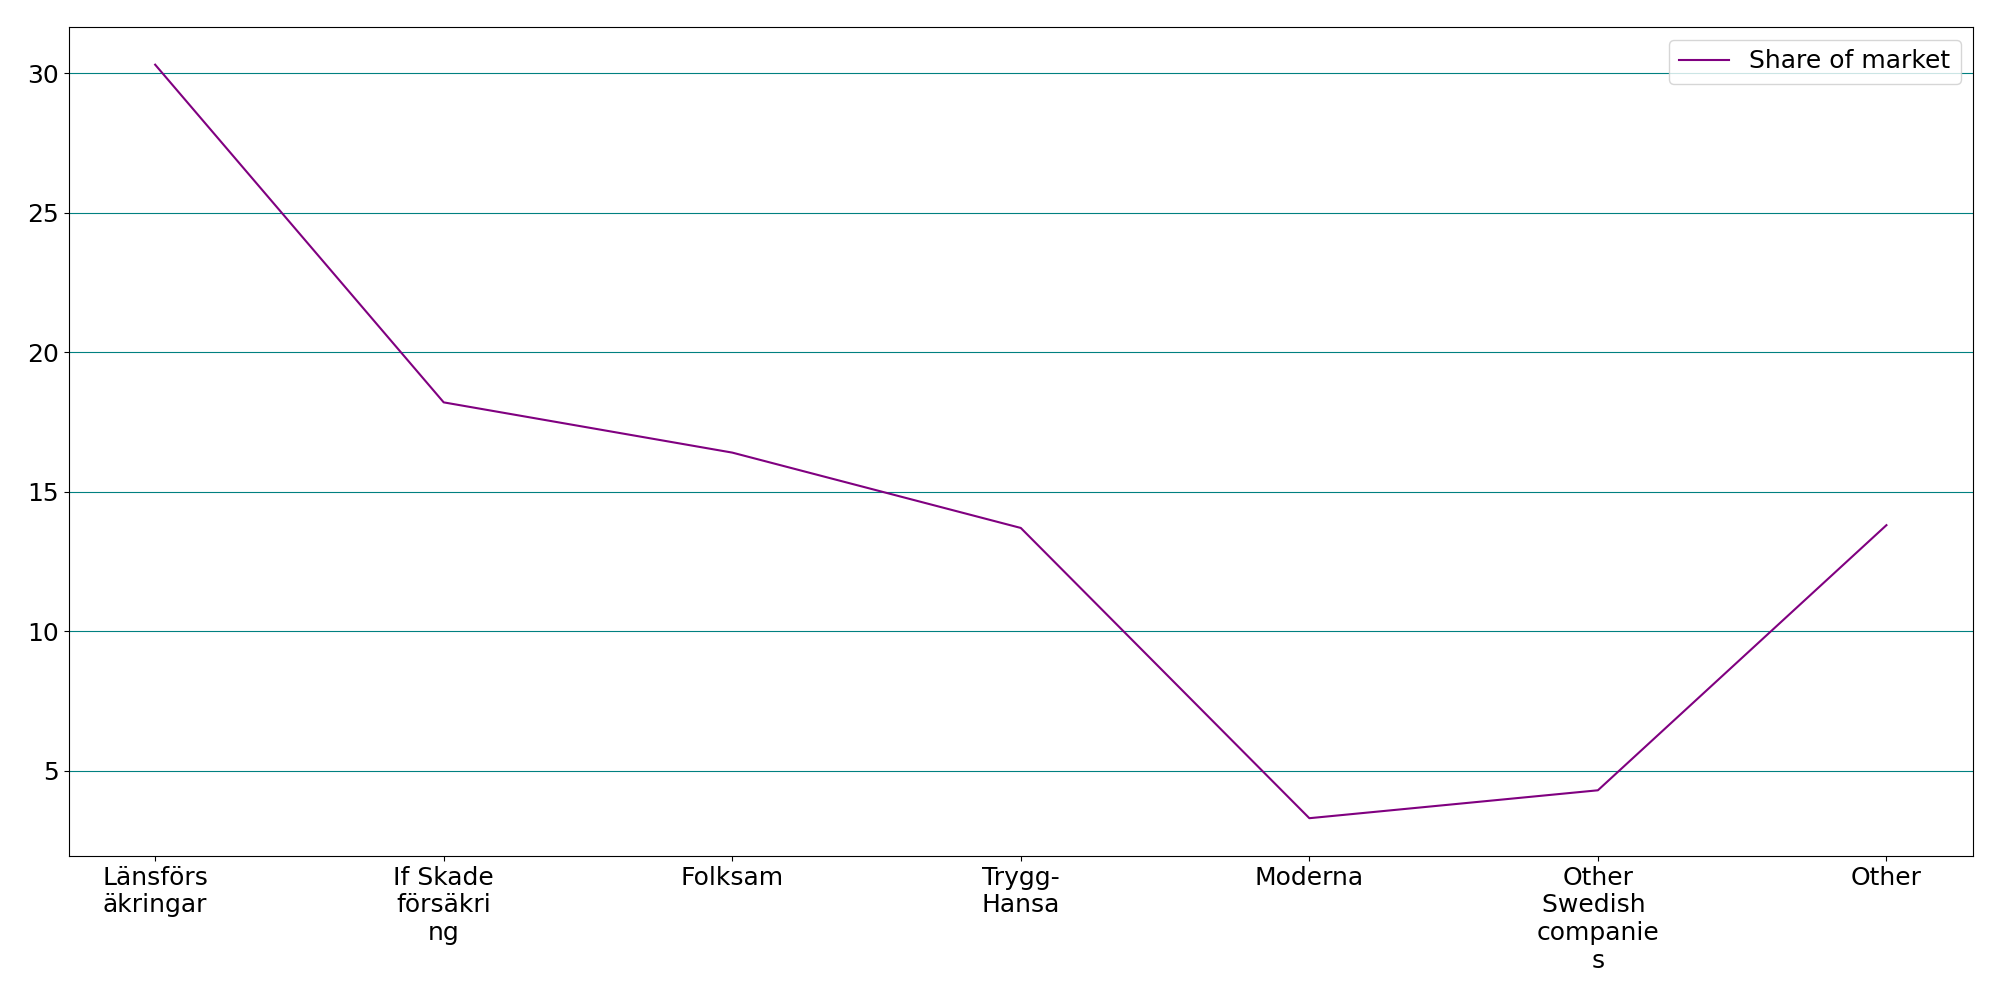 Share of market
30
25
20
15
10
5
Länsförs
äkringar
If Skade
försäkri
ng
Folksam
Trygg-
Hansa
Moderna
Other
Swedish
companie
s
Other